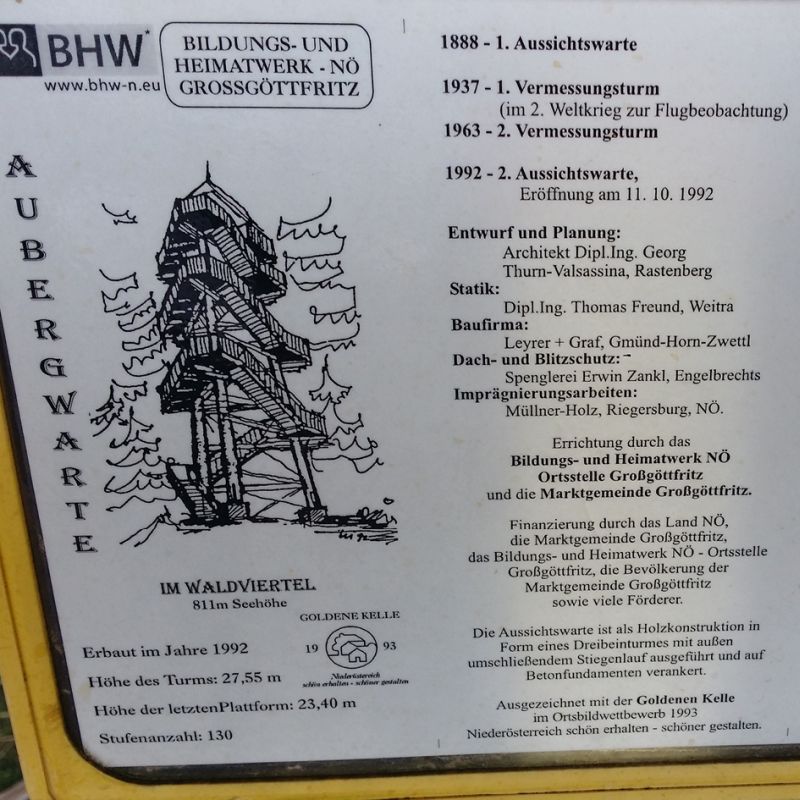 BHW*
www.bhw-n.eu
BILDUNGS- UND
HEIMATWERK - NÖ
GROSSGÖTTFRITZ
AUBERGWARTE
IM WALDVIERTEL
811m Seehöhe
GOLDENE KELLE
19 93
Niederösterreich
schön erhalten - schöner gestalten
Erbaut im Jahre 1992
Höhe des Turms: 27,55 m
Höhe der letztenPlattform: 23,40 m
Stufenanzahl: 130
1888 - 1. Aussichtswarte
1937 - 1. Vermessungsturm
(im 2. Weltkrieg zur Flugbeobachtung)
1963 - 2. Vermessungsturm
1992 - 2. Aussichtswarte,
Eröffnung am 11. 10. 1992
Entwurf und Planung:
Architekt Dipl.Ing. Georg
Thurn-Valsassina, Rastenberg
Statik:
Dipl.Ing. Thomas Freund, Weitra
Baufirma:
Leyrer + Graf, Gmünd-Horn-Zwettl
Dach- und Blitzschutz:
Spenglerei Erwin Zankl, Engelbrechts
Imprägnierungsarbeiten:
Müllner-Holz, Riegersburg, NÖ.
Errichtung durch das
Bildungs- und Heimatwerk NÖ
Ortsstelle Großgöttfritz
und die Marktgemeinde Großgöttfritz.
Finanzierung durch das Land NÖ,
die Marktgemeinde Großgöttfritz,
das Bildungs- und Heimatwerk NÖ - Ortsstelle
Großgöttfritz, die Bevölkerung der
Marktgemeinde Großgöttfritz
sowie viele Förderer.
Die Aussichtswarte ist als Holzkonstruktion in
Form eines Dreibeinturmes mit außen
umschließendem Stiegenlauf ausgeführt und auf
Betonfundamenten verankert.
Ausgezeichnet mit der Goldenen Kelle
im Ortsbildwettbewerb 1993
Niederösterreich schön erhalten - schöner gestalten.